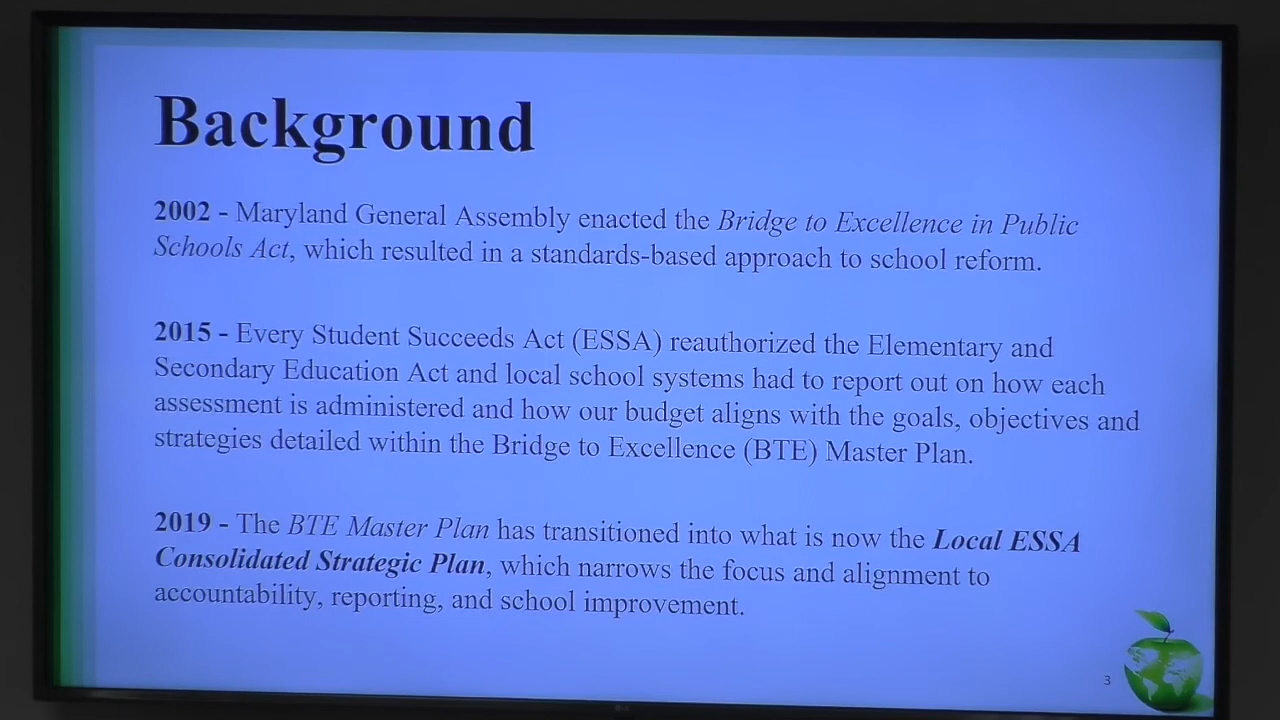 Background
2002 - Maryland General Assembly enacted the Bridge to Excellence in Public
Schools Act, which resulted in a standards-based approach to school reform.
2015 - Every Student Succeeds Act (ESSA) reauthorized the Elementary and
Secondary Education Act and local school systems had to report out on how each
assessment is administered and how our budget aligns with the goals, objectives and
strategies detailed within the Bridge to Excellence (BTE) Master Plan.
2019 - The BTE Master Plan has transitioned into what is now the Local ESSA
Consolidated Strategic Plan, which narrows the focus and alignment to
accountability, reporting, and school improvement.
3
LG